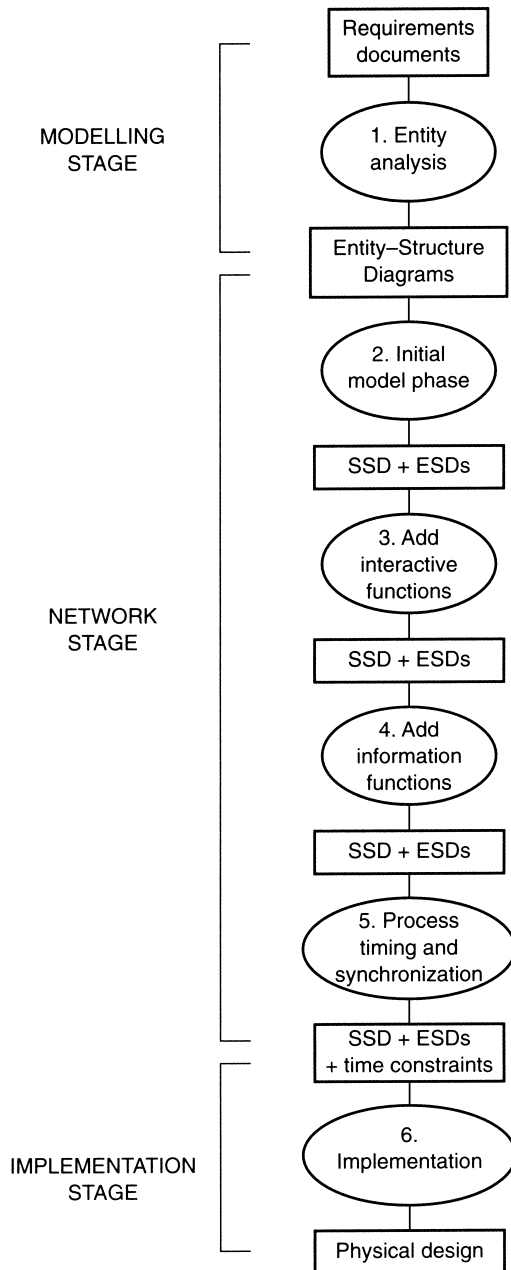 Requirements
documents
MODELLING
STAGE
1. Entity
analysis
Entity–Structure
Diagrams
2. Initial
model phase
SSD + ESDs
3. Add
interactive
functions
NETWORK
STAGE
SSD + ESDs
4. Add
information
functions
SSD + ESDs
5. Process
timing and
synchronization
SSD + ESDs
+ time constraints
6.
Implementation
IMPLEMENTATION
STAGE
Physical design